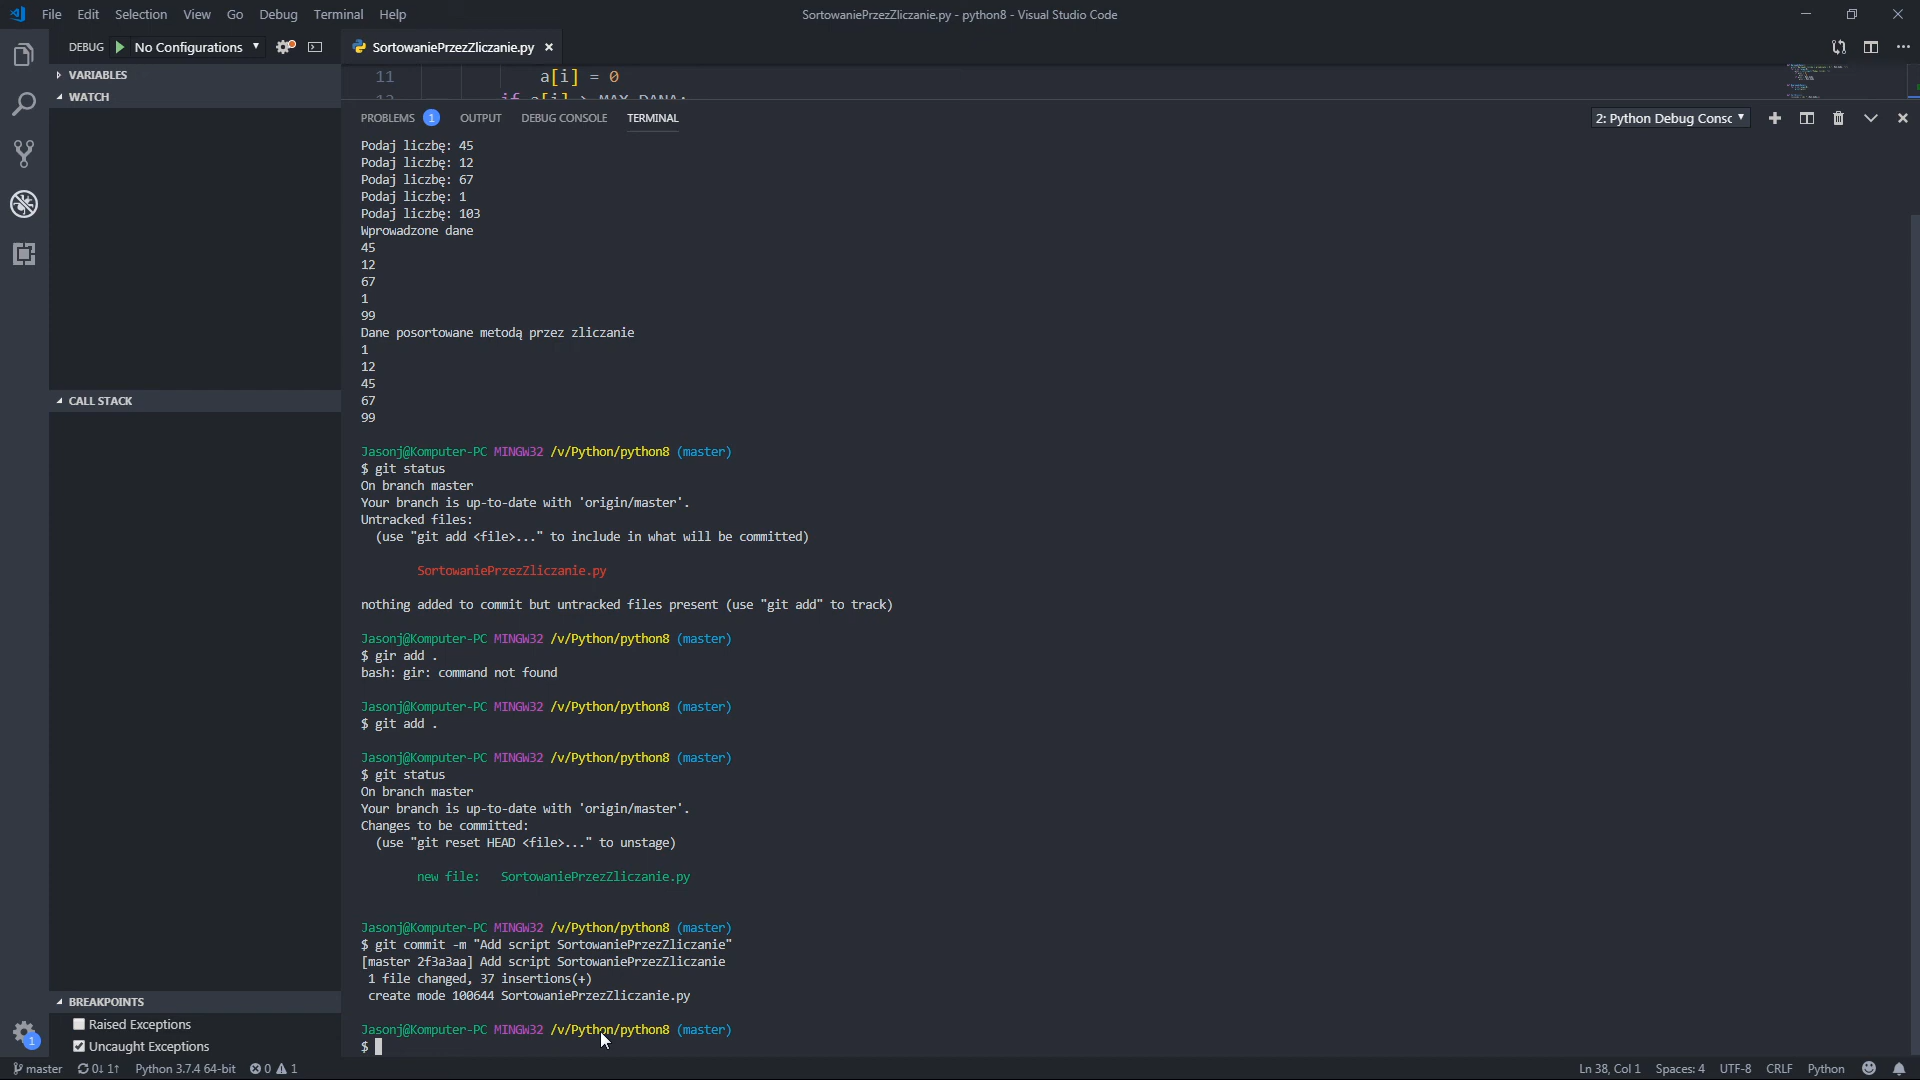 File Edit Selection View Go Debug Terminal Help
SortowaniePrzezZliczanie.py - python8 - Visual Studio Code
DEBUG No Configurations
SortowaniePrzezZliczanie.py
VARIABLES
WATCH
11 a[i] = 0
12 if a[i] > MAX_DANA:
PROBLEMS 1 OUTPUT DEBUG CONSOLE TERMINAL
2: Python Debug Consc
Podaj liczbę: 45
Podaj liczbę: 12
Podaj liczbę: 67
Podaj liczbę: 1
Podaj liczbę: 103
Wprowadzone dane
45
12
67
1
99
Dane posortowane metodą przez zliczanie
1
12
45
67
99
CALL STACK
Jasonj@Komputer-PC MINGW32 /v/Python/python8 (master)
$ git status
On branch master
Your branch is up-to-date with 'origin/master'.
Untracked files:
(use "git add <file>..." to include in what will be committed)
SortowaniePrzezZliczanie.py
nothing added to commit but untracked files present (use "git add" to track)
Jasonj@Komputer-PC MINGW32 /v/Python/python8 (master)
$ gir add .
bash: gir: command not found
Jasonj@Komputer-PC MINGW32 /v/Python/python8 (master)
$ git add .
Jasonj@Komputer-PC MINGW32 /v/Python/python8 (master)
$ git status
On branch master
Your branch is up-to-date with 'origin/master'.
Changes to be committed:
(use "git reset HEAD <file>..." to unstage)
new file: SortowaniePrzezZliczanie.py
Jasonj@Komputer-PC MINGW32 /v/Python/python8 (master)
$ git commit -m "Add script SortowaniePrzezZliczanie"
[master 2f3a3aa] Add script SortowaniePrzezZliczanie
1 file changed, 37 insertions(+)
create mode 100644 SortowaniePrzezZliczanie.py
Jasonj@Komputer-PC MINGW32 /v/Python/python8 (master)
$
BREAKPOINTS
Raised Exceptions
Uncaught Exceptions
1
master 0↓ 1↑ Python 3.7.4 64-bit 0 1
Ln 38, Col 1 Spaces: 4 UTF-8 CRLF Python